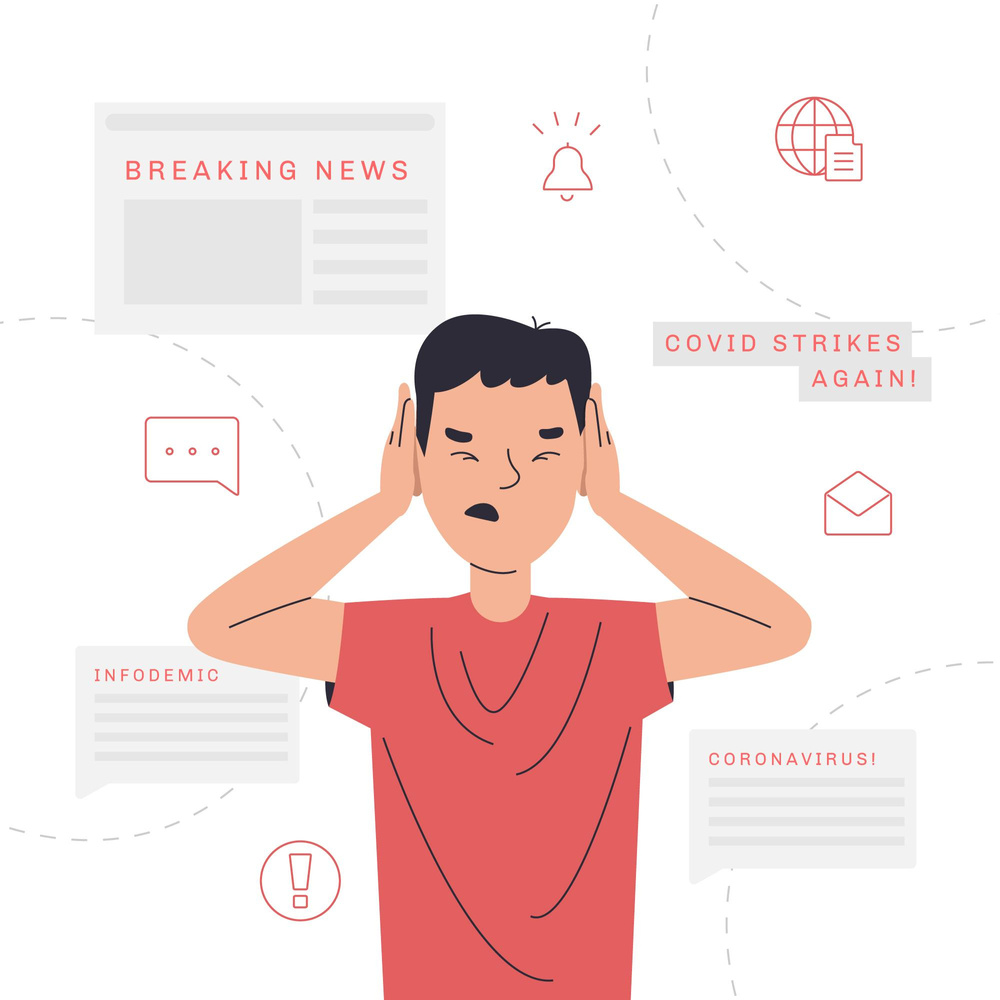 BREAKING NEWS
COVID STRIKES
AGAIN!
INFODEMIC
CORONAVIRUS!